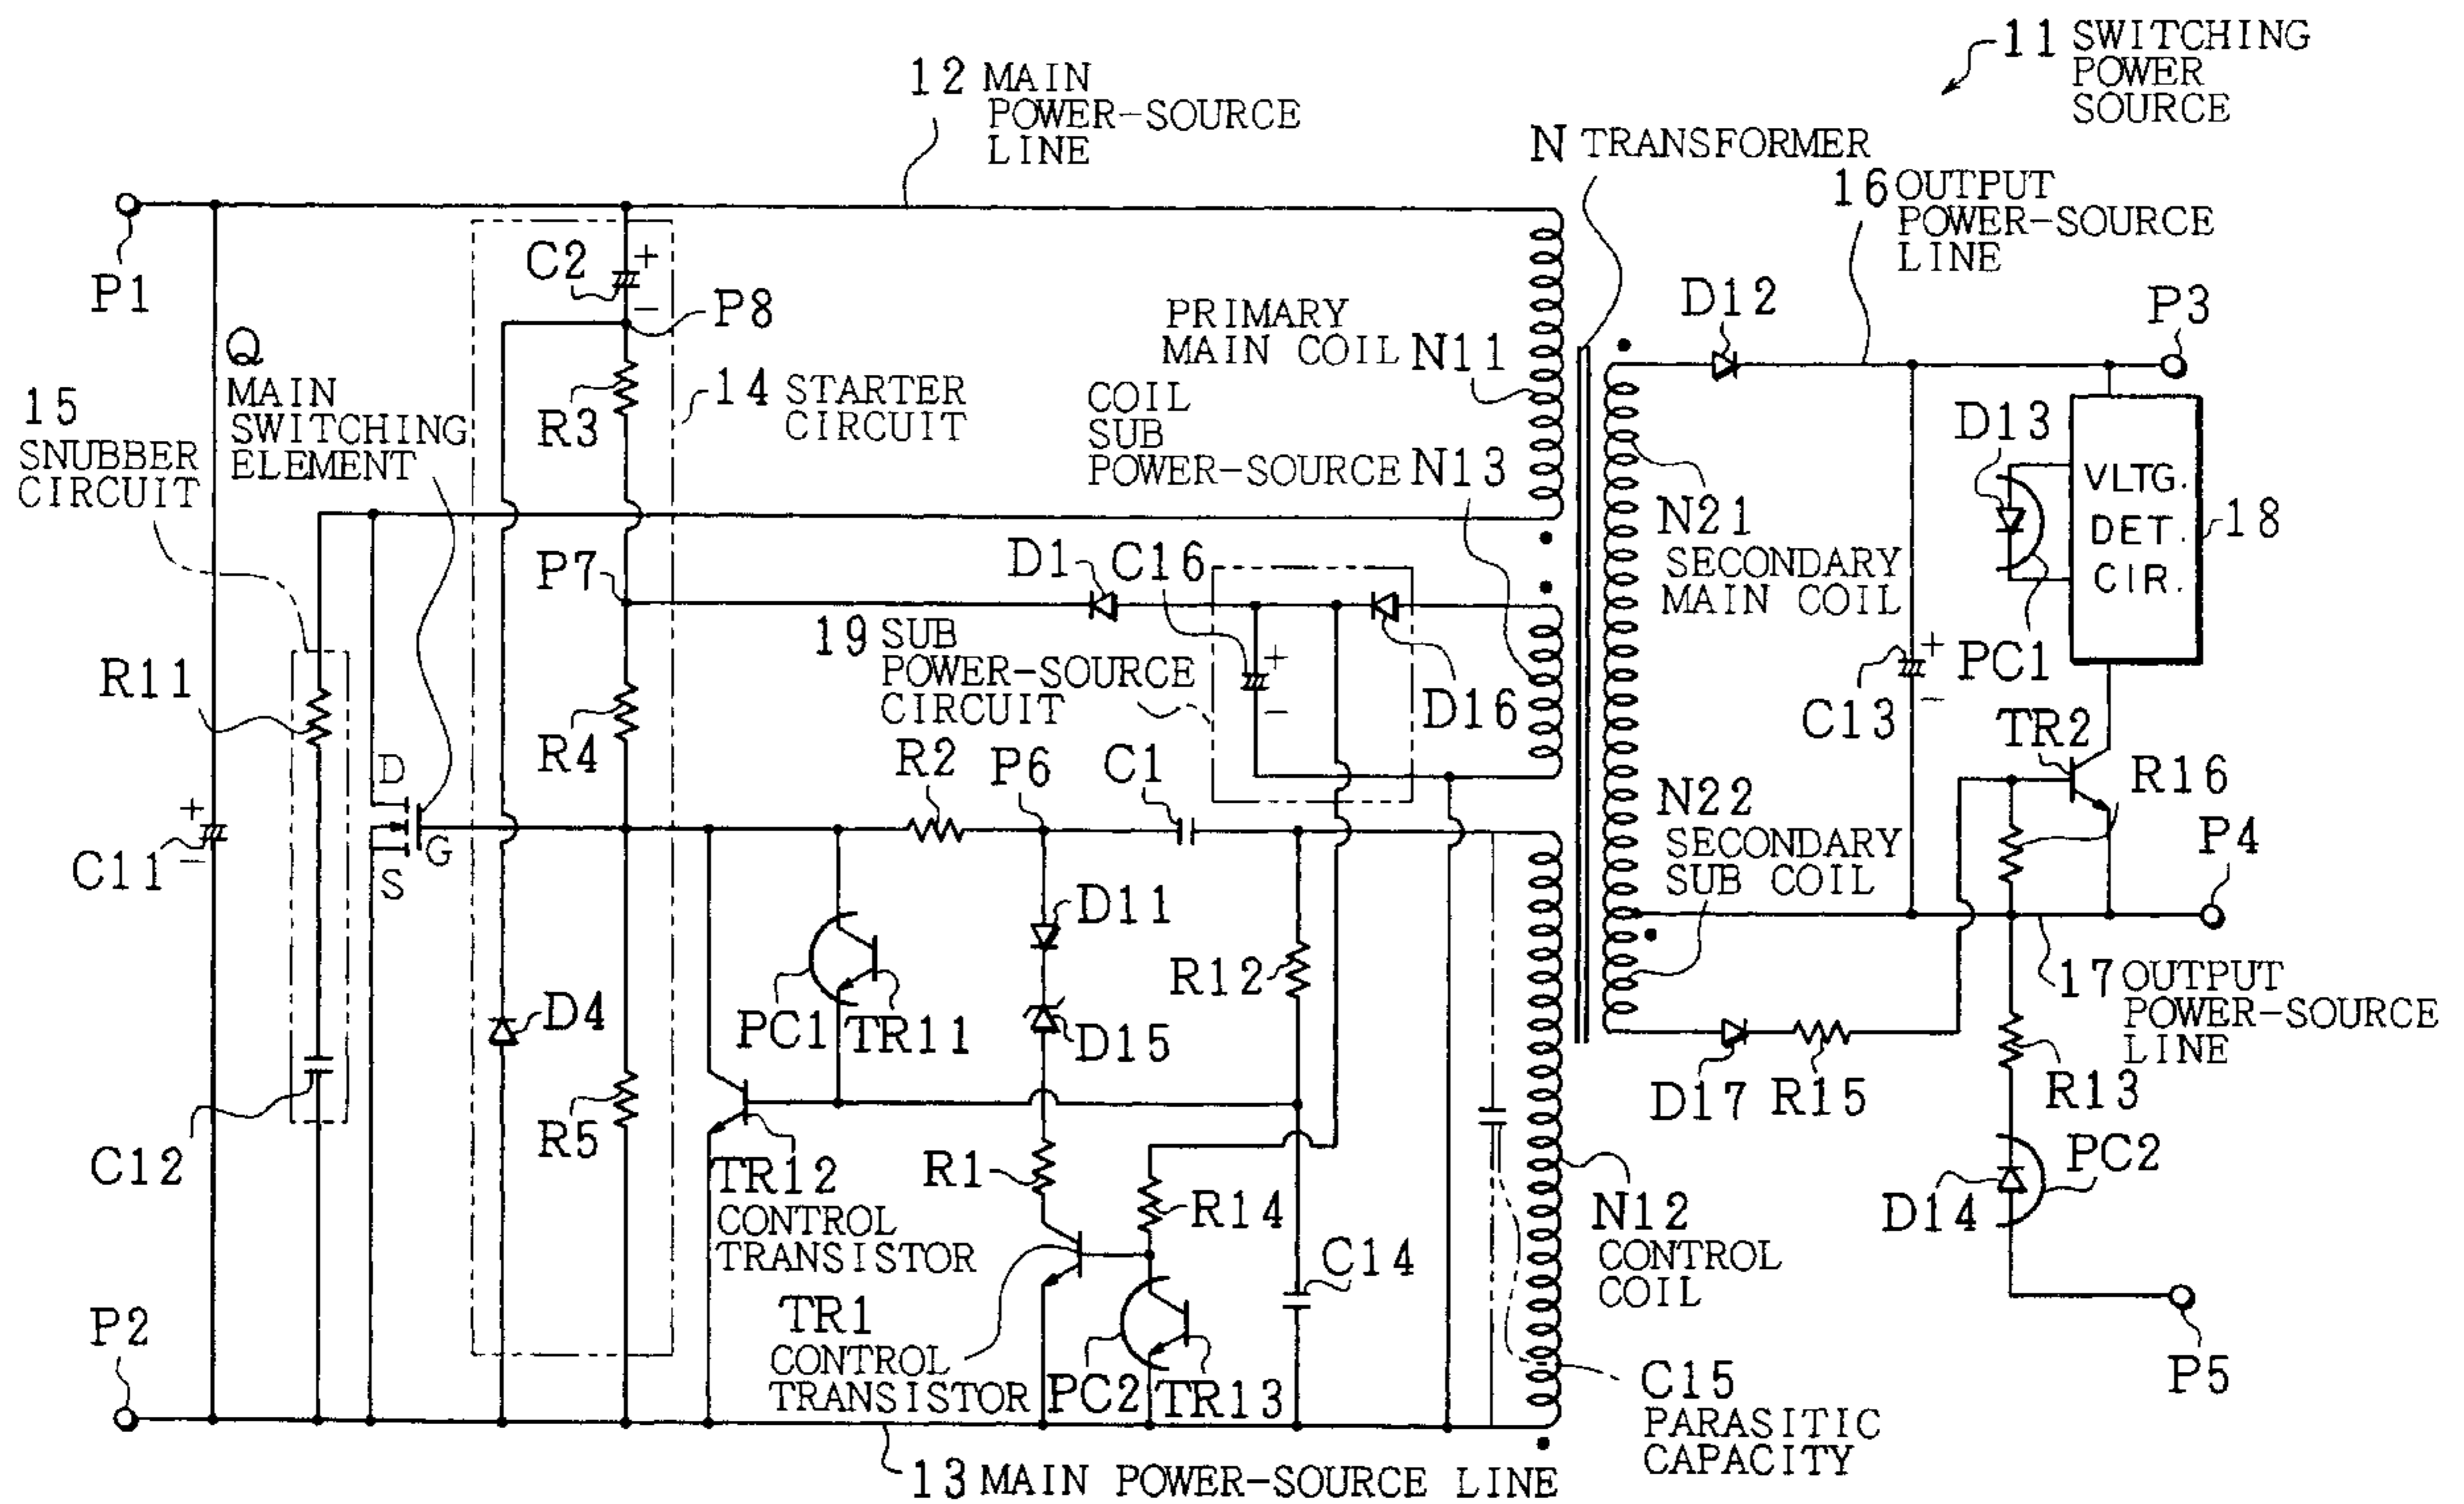 11 SWITCHING
POWER
SOURCE
12 MAIN
POWER-SOURCE
LINE
N TRANSFORMER
16 OUTPUT
POWER-SOURCE
LINE
P1
C2
+
−
P8
Q
MAIN
SWITCHING
ELEMENT
15
SNUBBER
CIRCUIT
R3
14 STARTER
CIRCUIT
PRIMARY
MAIN COIL N11
COIL
SUB
POWER-SOURCE N13
D12
P3
D13
VLTG.
DET.
CIR.
18
N21
SECONDARY
MAIN COIL
PC1
P7
D1
C16
+
−
19 SUB
POWER-SOURCE
CIRCUIT
D16
R11
R4
C13
+
−
TR2
R16
R2
P6
C1
N22
SECONDARY
SUB COIL
P4
D
G
S
+
C11
−
D11
R12
PC1
TR11
D15
D4
17 OUTPUT
POWER-SOURCE
LINE
D17
R15
R13
C12
R5
TR12
CONTROL
TRANSISTOR
R1
R14
N12
CONTROL
COIL
PC2
D14
C14
P2
TR1
CONTROL
TRANSISTOR
PC2
TR13
C15
PARASITIC
CAPACITY
P5
13 MAIN POWER-SOURCE LINE